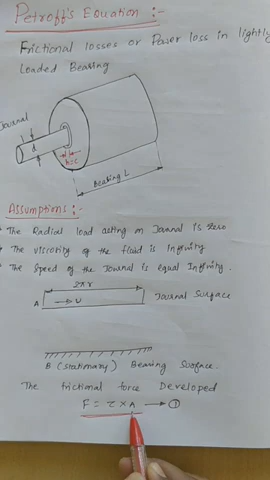 Petroff's Equation :-
Frictional losses or Power loss in lightly
Loaded Bearing
Journal
d
h=c
Bearing L
Assumptions :-
The Radial load acting on Journal is zero
The viscosity of the fluid is Infinity
The Speed of the Journal is equal Infinity.
2πr
A
→ U
Journal Surface
B (stationary) Bearing Surface.
The frictional force Developed
F = τ × A → ①